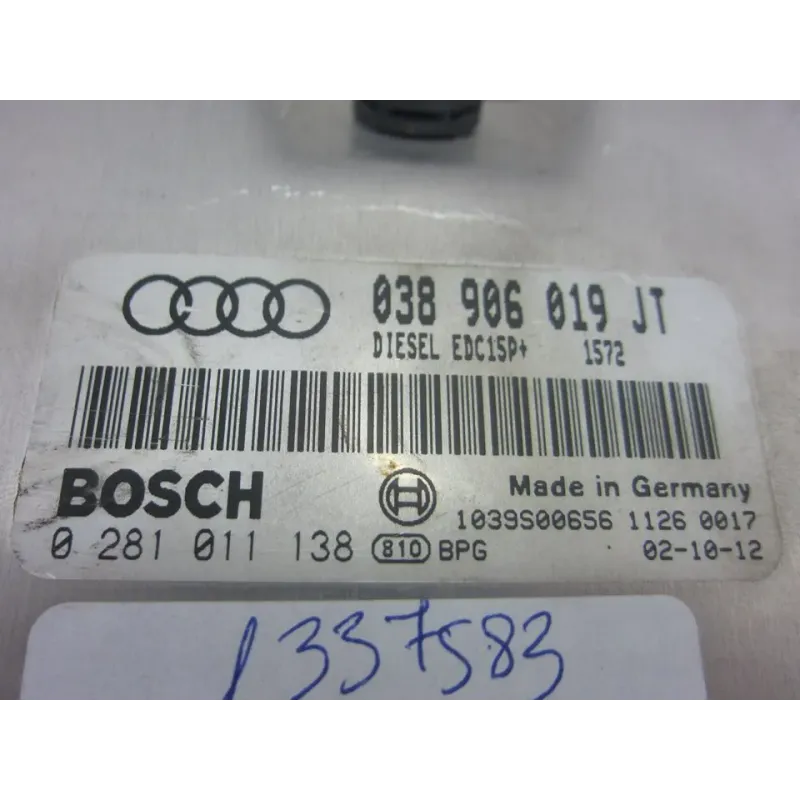 038 906 019 JT
DIESEL EDC15P+ 1572
BOSCH
Made in Germany
1039S00656 1126 0017
0 281 011 138 810 BPG 02-10-12
1337583